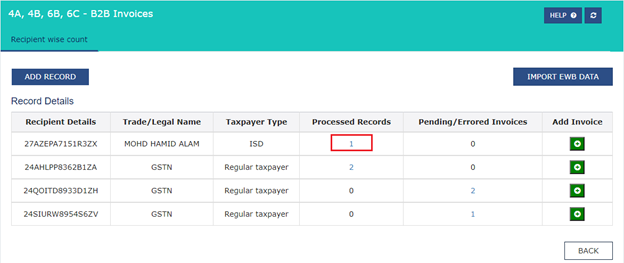 4A, 4B, 6B, 6C - B2B Invoices
HELP ?
Recipient wise count
ADD RECORD
IMPORT EWB DATA
Record Details
Recipient Details Trade/Legal Name Taxpayer Type Processed Records Pending/Errored Invoices Add Invoice
27AZEPA7151R3ZX MOHD HAMID ALAM ISD 1 0
24AHLPP8362B1ZA GSTN Regular taxpayer 2 0
24QOITD8933D1ZH GSTN Regular taxpayer 0 2
24SIURW8954S6ZV GSTN Regular taxpayer 0 1
BACK